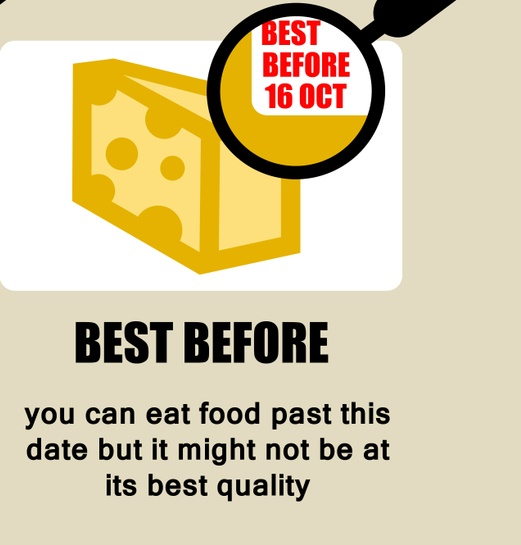 BEST
BEFORE
16 OCT
BEST BEFORE
you can eat food past this
date but it might not be at
its best quality